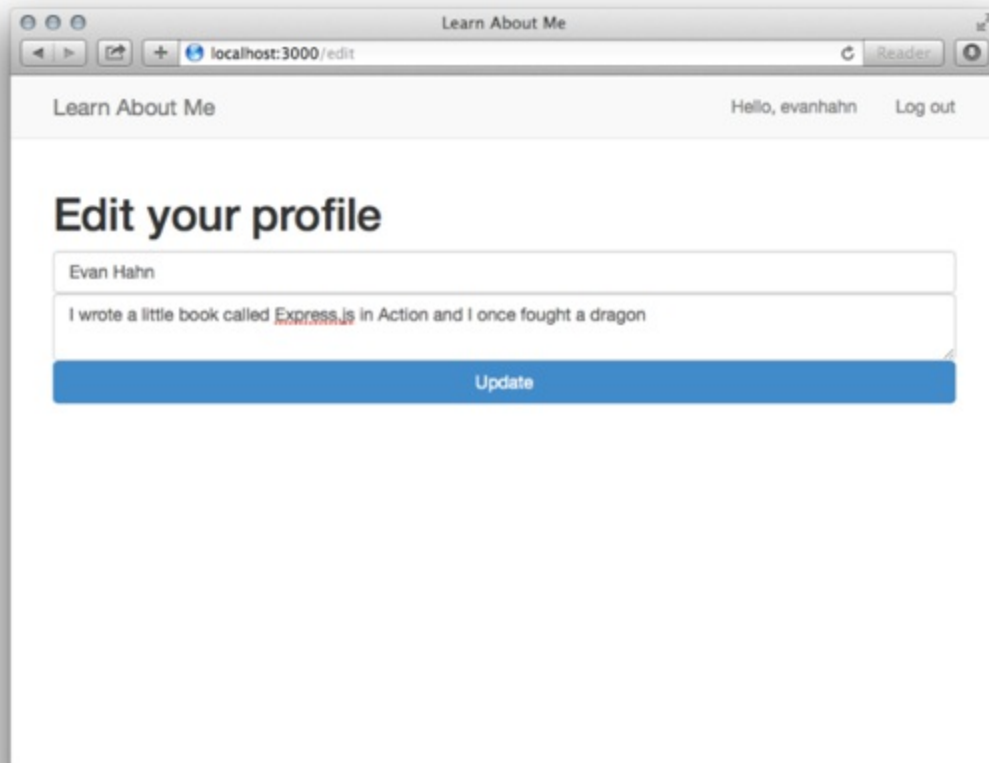 Learn About Me
localhost:3000/edit
Reader
Learn About Me
Hello, evanhahn
Log out
Edit your profile
Evan Hahn
I wrote a little book called Express.js in Action and I once fought a dragon
Update